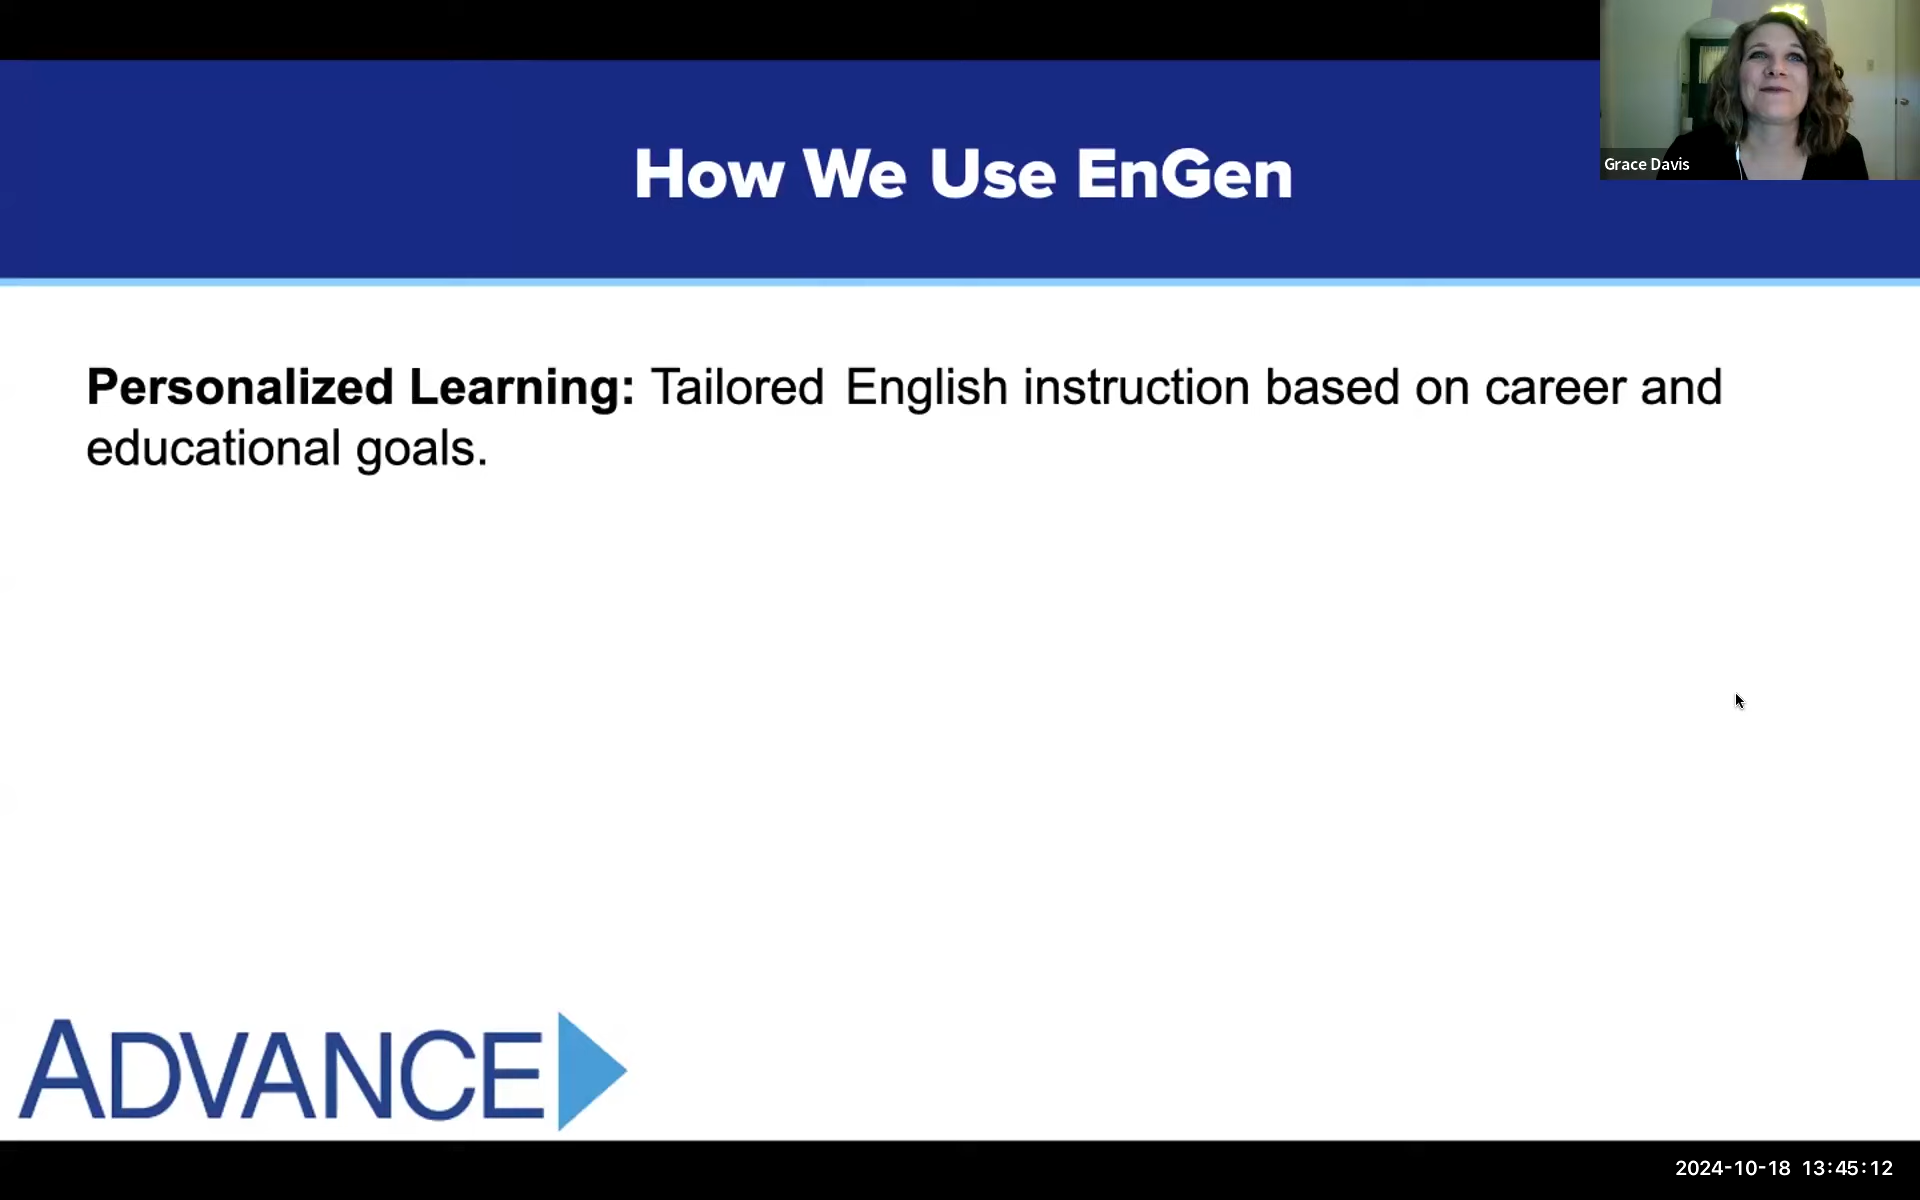 How We Use EnGen
Grace Davis
Personalized Learning: Tailored English instruction based on career and
educational goals.
ADVANCE
2024-10-18 13:45:12